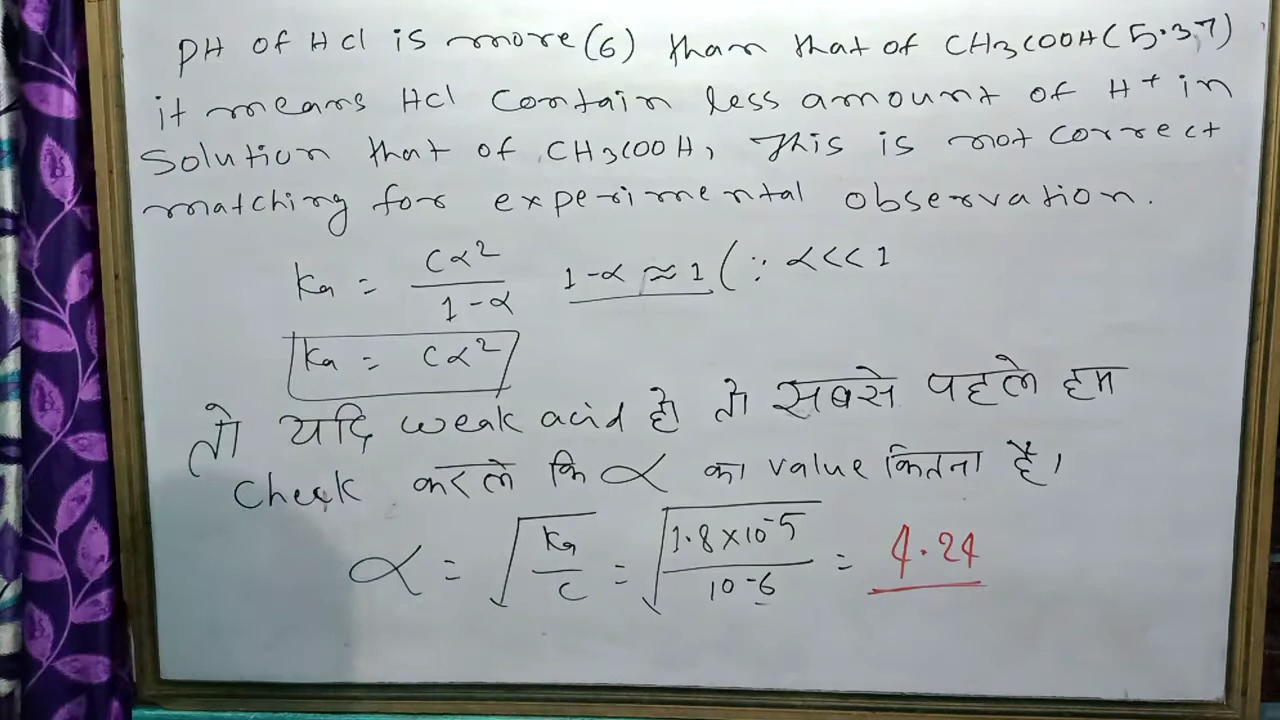 PH of HCl is more (6) than that of CH3COOH (5.37)
it means HCl contain less amount of H+ in
Solution that of CH3COOH, This is not correct
matching for experimental observation.
Ka = Cα²/1-α 1-α ≈ 1 (∵ α<<1
Ka = Cα²
तो यदि weak acid हो तो सबसे पहले हम
Check करले कि α का value कितना है।
α = √Ka/C = √1.8×10-5/10-6 = 4.24